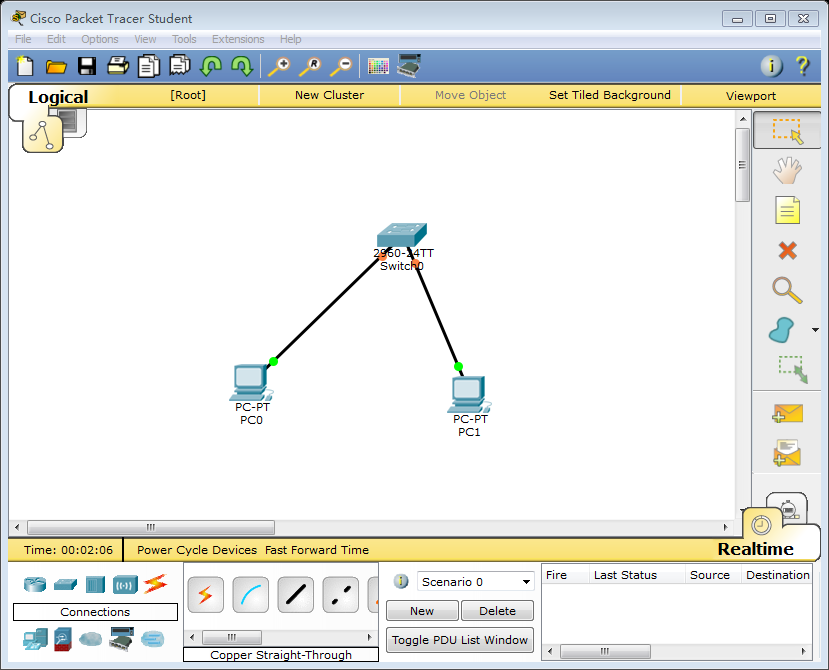 Cisco Packet Tracer Student
File Edit Options View Tools Extensions Help
Logical [Root] New Cluster Move Object Set Tiled Background Viewport
2960-24TT
Switch0
PC-PT
PC0
PC-PT
PC1
Time: 00:02:06 Power Cycle Devices Fast Forward Time Realtime
Scenario 0
Fire Last Status Source Destination
Connections
New Delete
Toggle PDU List Window
Copper Straight-Through